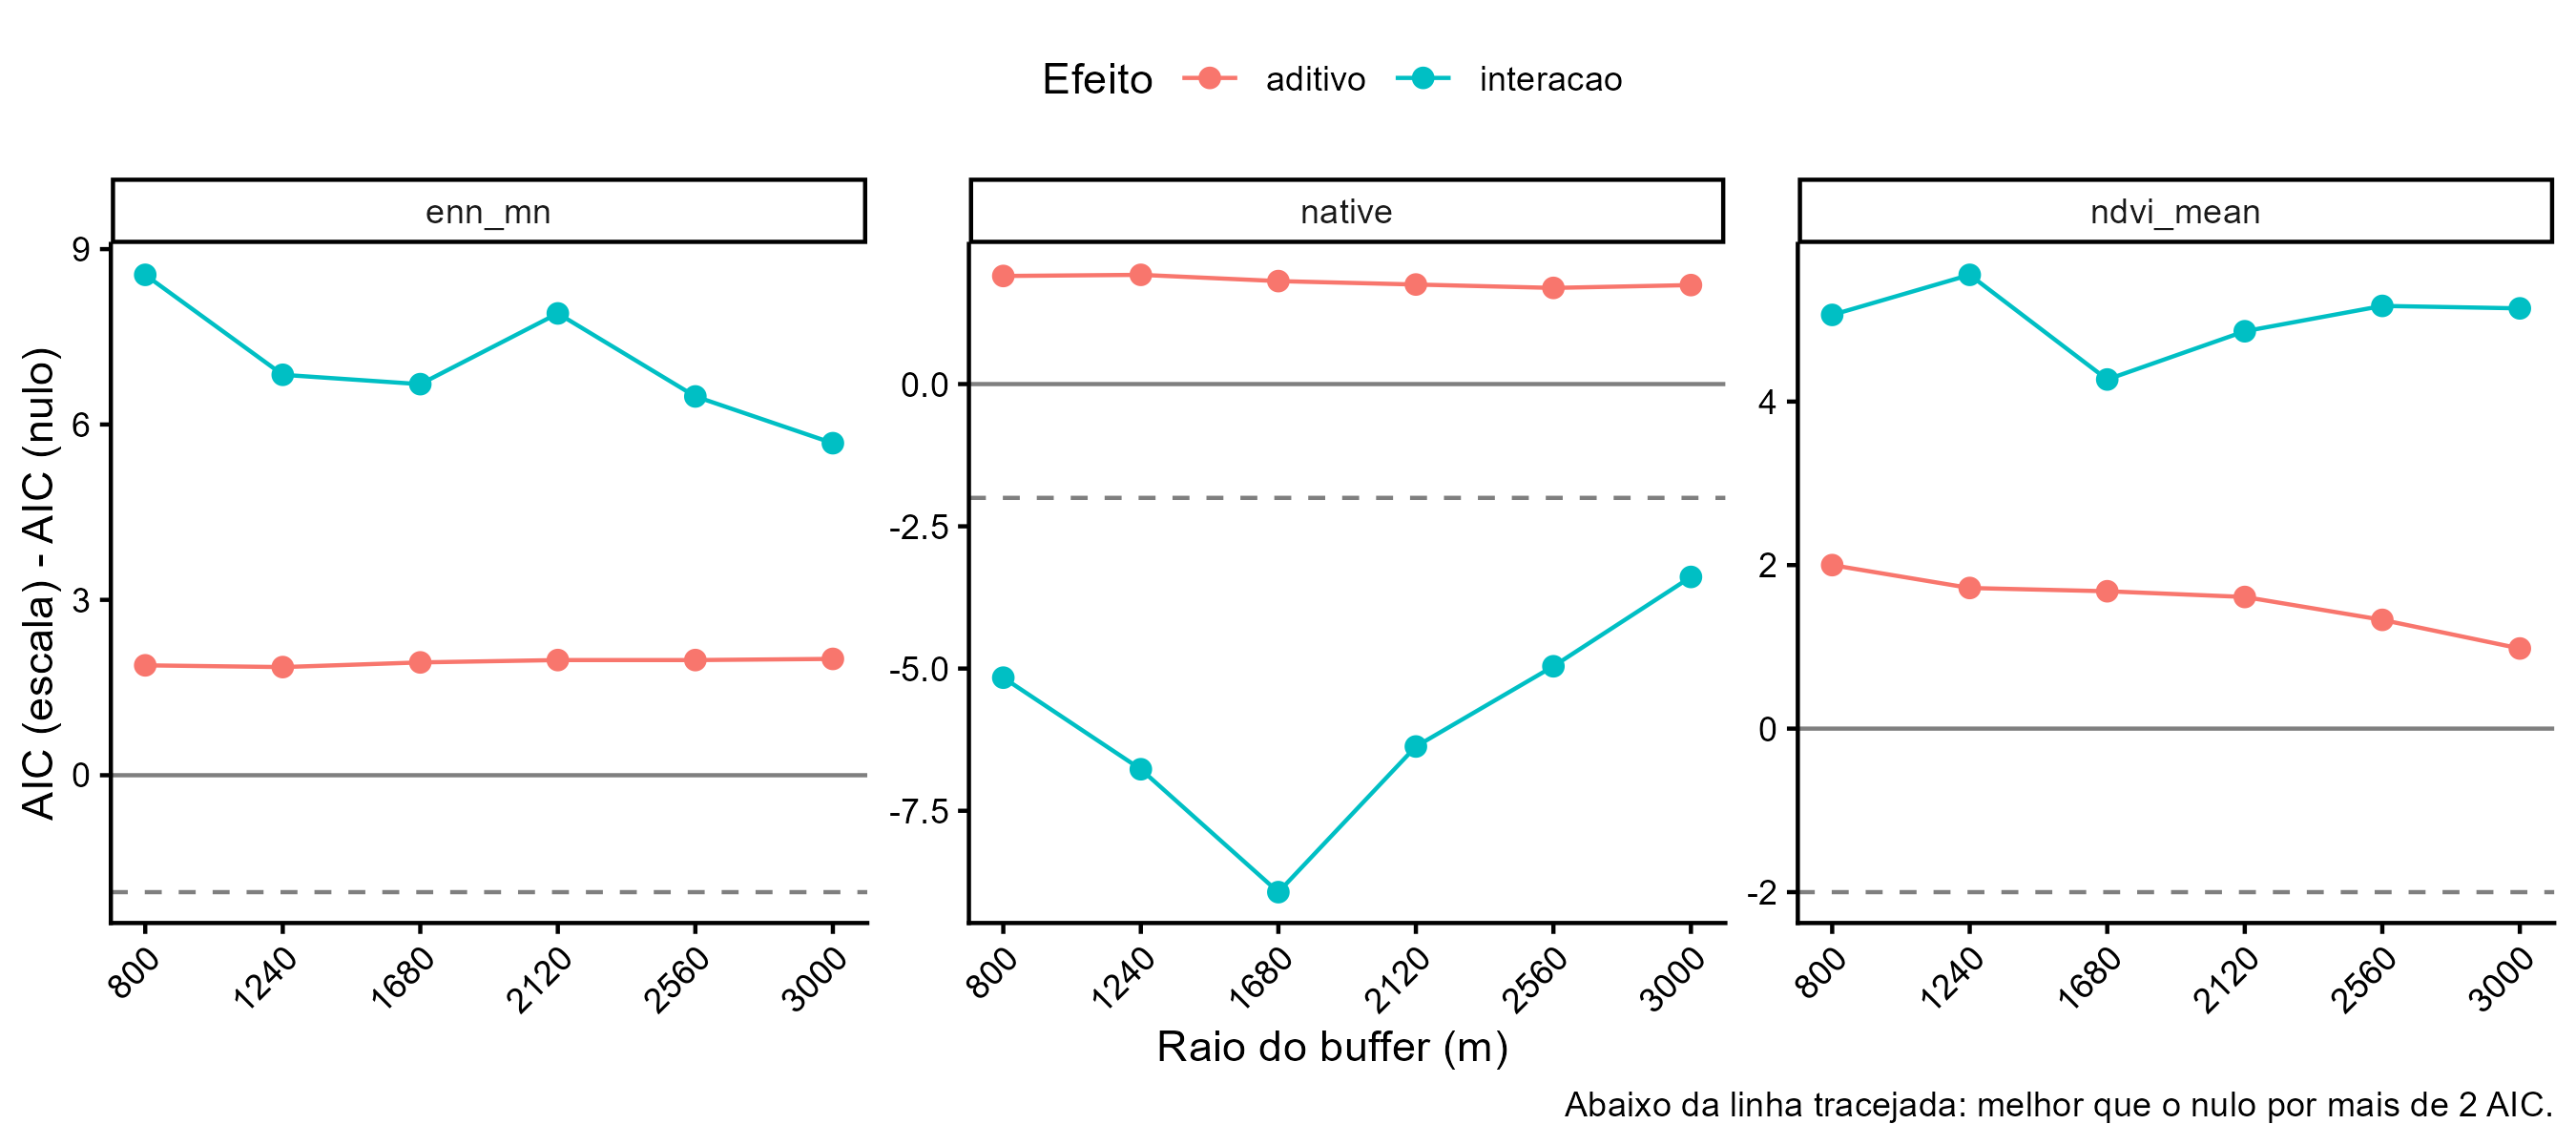 Efeito aditivo interacao
enn_mn native ndvi_mean
AIC (escala) - AIC (nulo)
9
6
3
0
0.0
-2.5
-5.0
-7.5
4
2
0
-2
800 1240 1680 2120 2560 3000
800 1240 1680 2120 2560 3000
800 1240 1680 2120 2560 3000
Raio do buffer (m)
Abaixo da linha tracejada: melhor que o nulo por mais de 2 AIC.